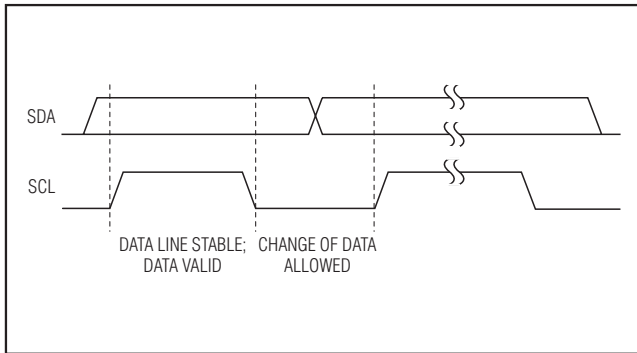 SDA
SCL
DATA LINE STABLE;
DATA VALID
CHANGE OF DATA
ALLOWED